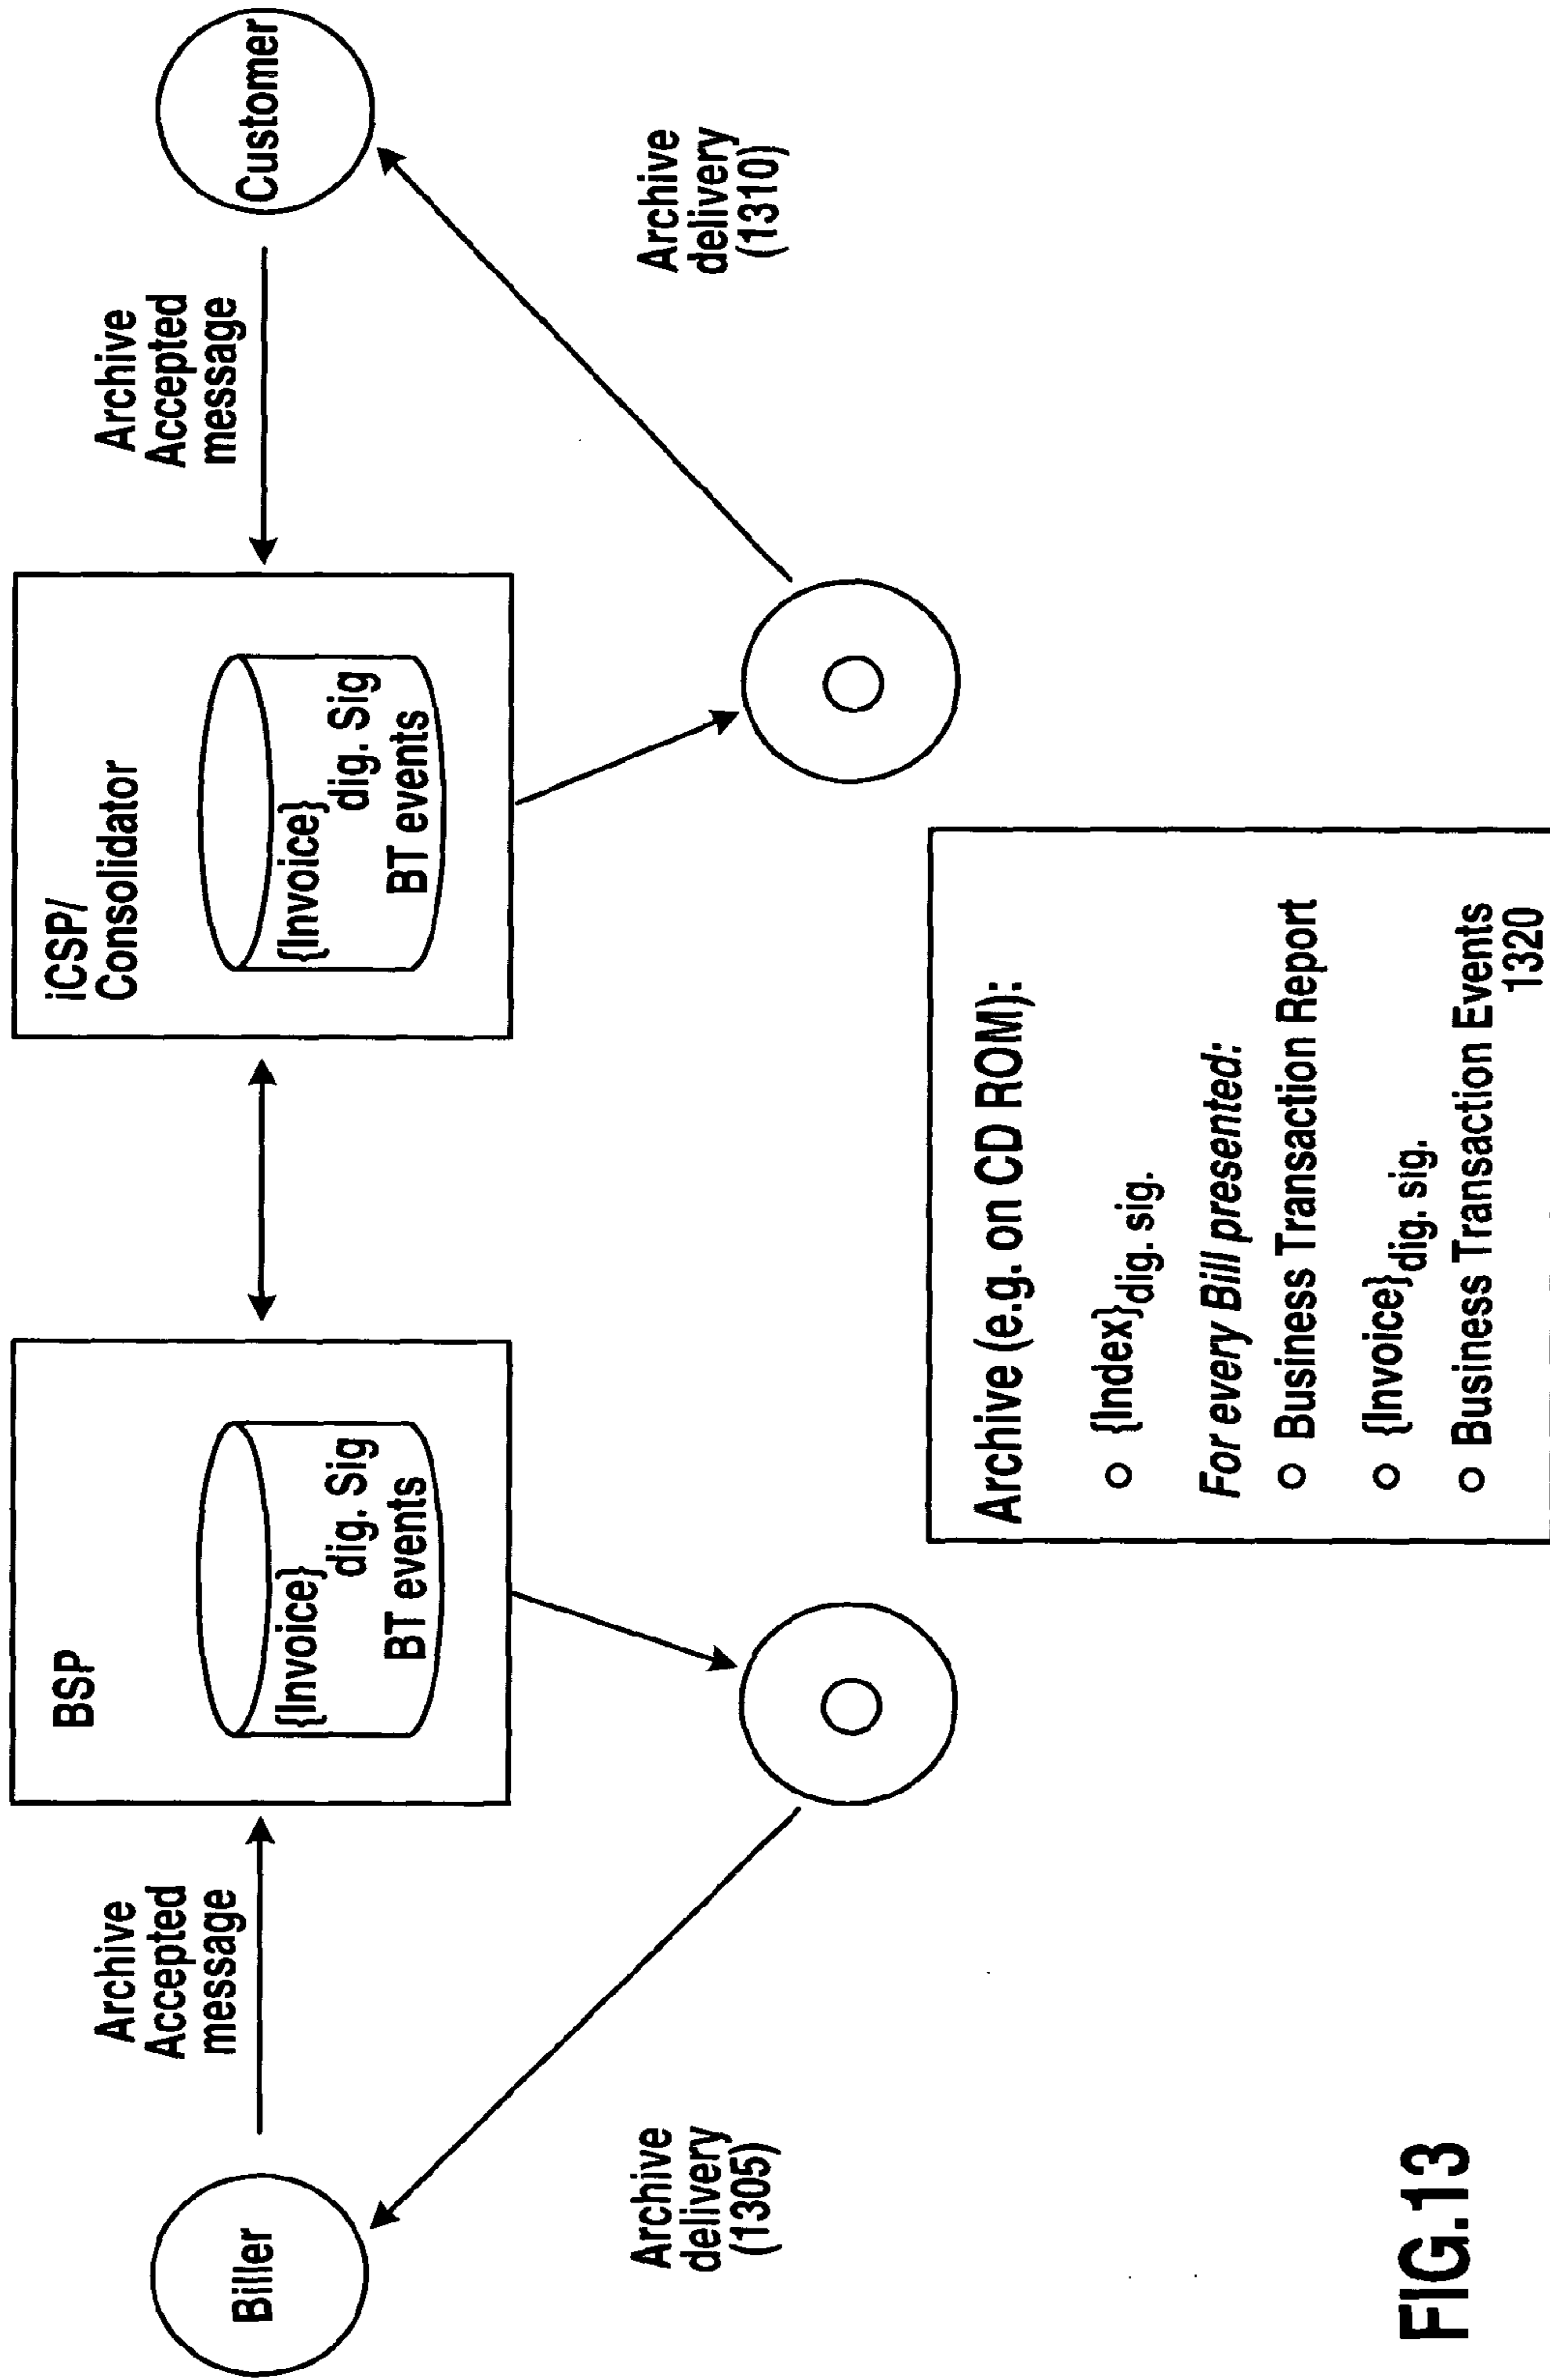 Biller
Archive
Accepted
message
BSP
{Invoice}
dig. Sig
BT events
iCSP/
Consolidator
{Invoice}
dig. Sig
BT events
Archive
Accepted
message
Customer
Archive
delivery
(1305)
Archive
delivery
(1310)
Archive (e.g. on CD ROM):
○ {Index}dig. sig.
For every Bill presented:
○ Business Transaction Report
○ {Invoice}dig. sig.
○ Business Transaction Events
1320
FIG.13